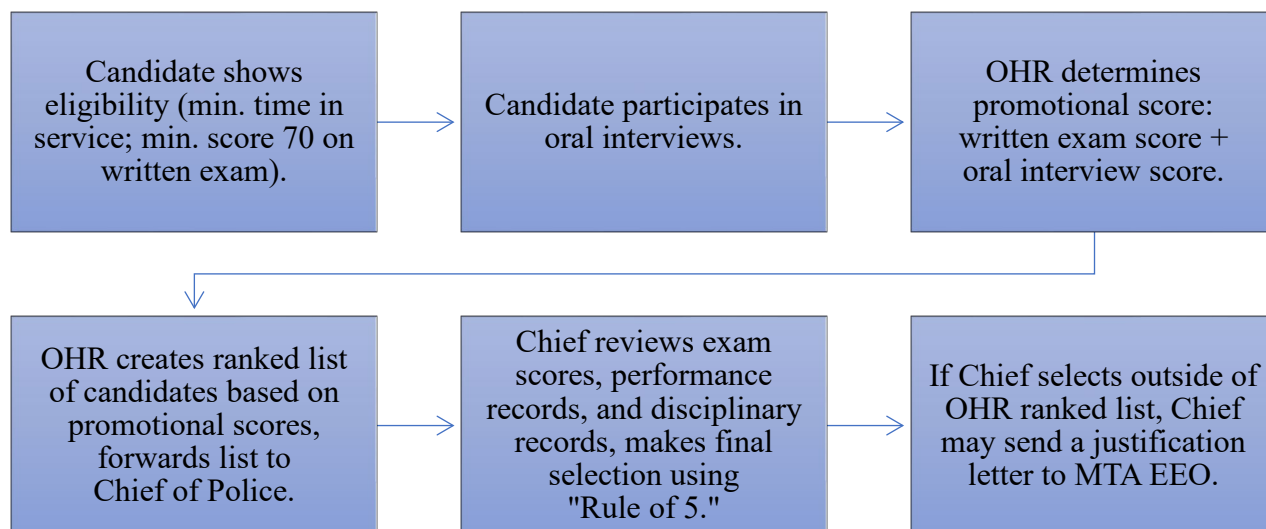 Candidate shows
eligibility (min. time in
service; min. score 70 on
written exam).
Candidate participates in
oral interviews.
OHR determines
promotional score:
written exam score +
oral interview score.
OHR creates ranked list
of candidates based on
promotional scores,
forwards list to
Chief of Police.
Chief reviews exam
scores, performance
records, and disciplinary
records, makes final
selection using
"Rule of 5."
If Chief selects outside of
OHR ranked list, Chief
may send a justification
letter to MTA EEO.